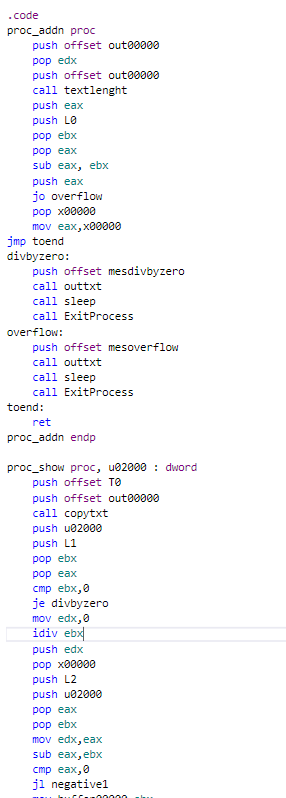 .code
proc_addn proc
push offset out00000
pop edx
push offset out00000
call textlenght
push eax
push L0
pop ebx
pop eax
sub eax, ebx
push eax
jo overflow
pop x00000
mov eax,x00000
jmp toend
divbyzero:
push offset mesdivbyzero
call outtxt
call sleep
call ExitProcess
overflow:
push offset mesoverflow
call outtxt
call sleep
call ExitProcess
toend:
ret
proc_addn endp
proc_show proc, u02000 : dword
push offset T0
push offset out00000
call copytxt
push u02000
push L1
pop ebx
pop eax
cmp ebx,0
je divbyzero
mov edx,0
idiv ebx
push edx
pop x00000
push L2
push u02000
pop eax
pop ebx
mov edx,eax
sub eax,ebx
cmp eax,0
jl negative1